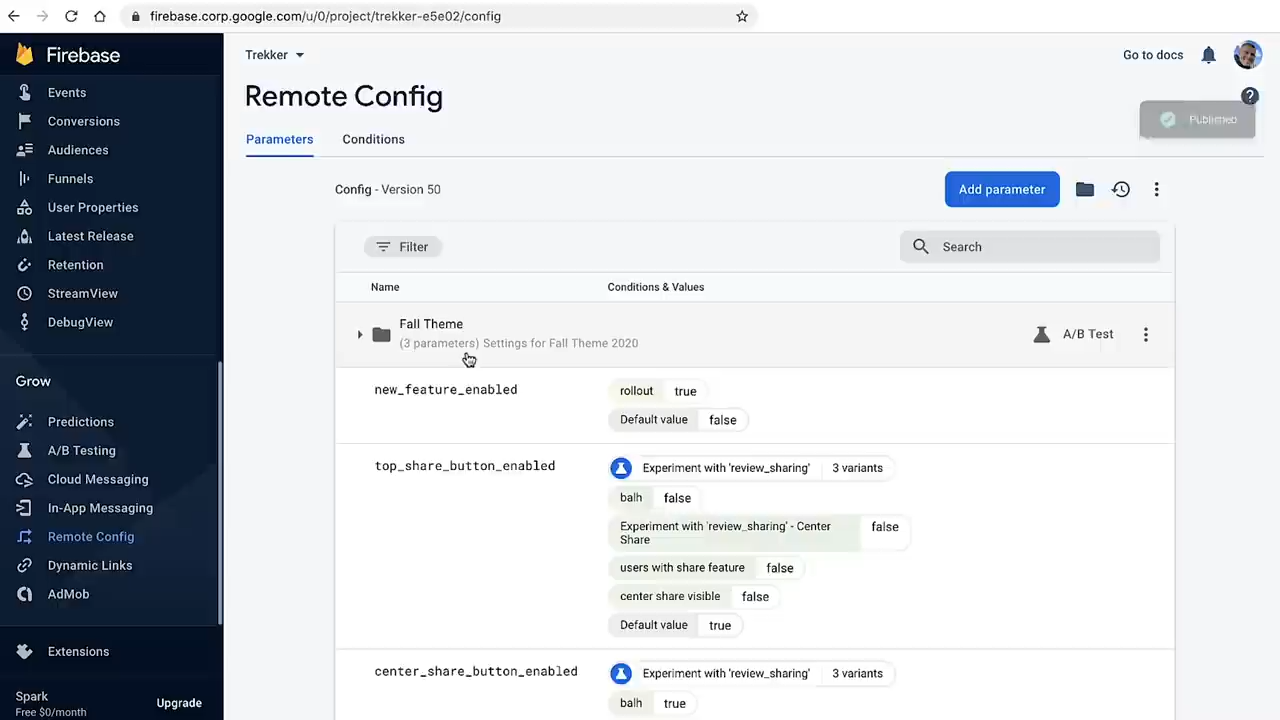 firebase.corp.google.com/u/0/project/trekker-e5e02/config
Firebase
Events
Conversions
Audiences
Funnels
User Properties
Latest Release
Retention
StreamView
DebugView
Grow
Predictions
A/B Testing
Cloud Messaging
In-App Messaging
Remote Config
Dynamic Links
AdMob
Extensions
Spark
Free $0/month
Upgrade
Trekker
Go to docs
Remote Config
?
Published
Parameters
Conditions
Config - Version 50
Add parameter
Filter
Search
Name
Conditions & Values
Fall Theme
(3 parameters) Settings for Fall Theme 2020
A/B Test
new_feature_enabled
rollout true
Default value false
top_share_button_enabled
Experiment with 'review_sharing' 3 variants
balh false
Experiment with 'review_sharing' - Center
Share
false
users with share feature false
center share visible false
Default value true
center_share_button_enabled
Experiment with 'review_sharing' 3 variants
balh true